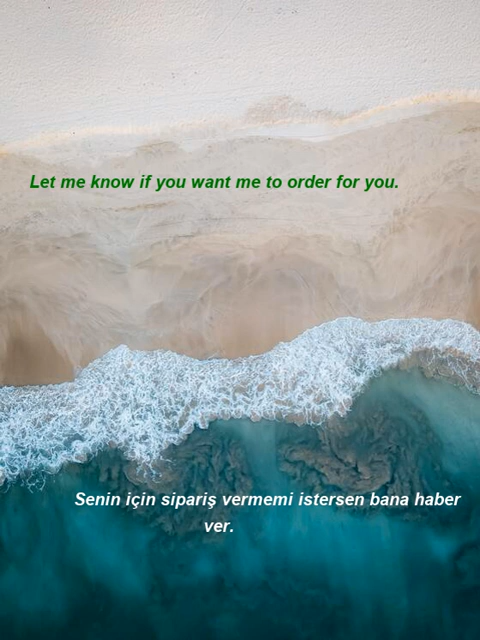 Let me know if you want me to order for you.
Senin için sipariş vermemi istersen bana haber
ver.